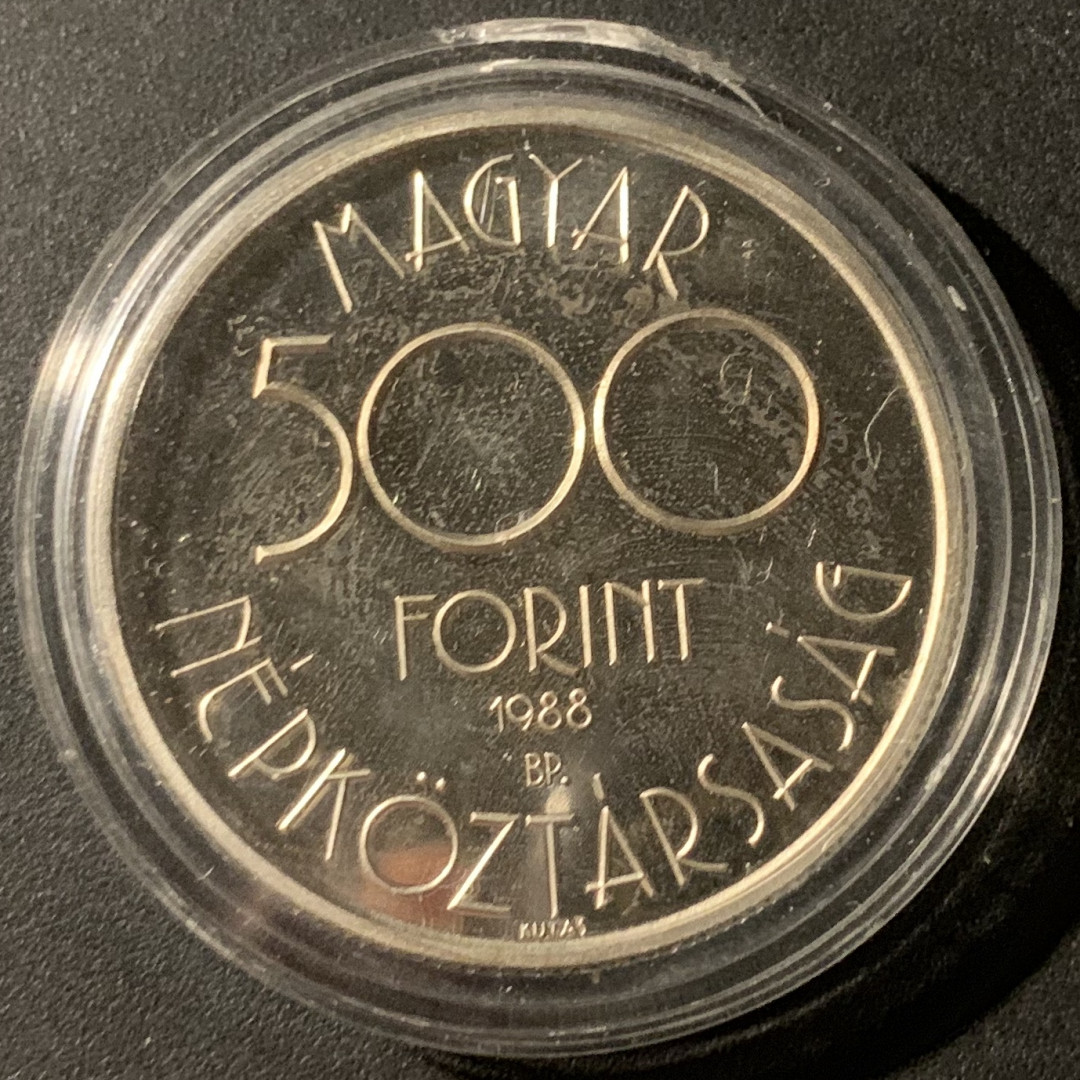 MAGYAR
500
FORINT
1988
BP.
NÉPKÖZTÁRSASÁG
KUTAS